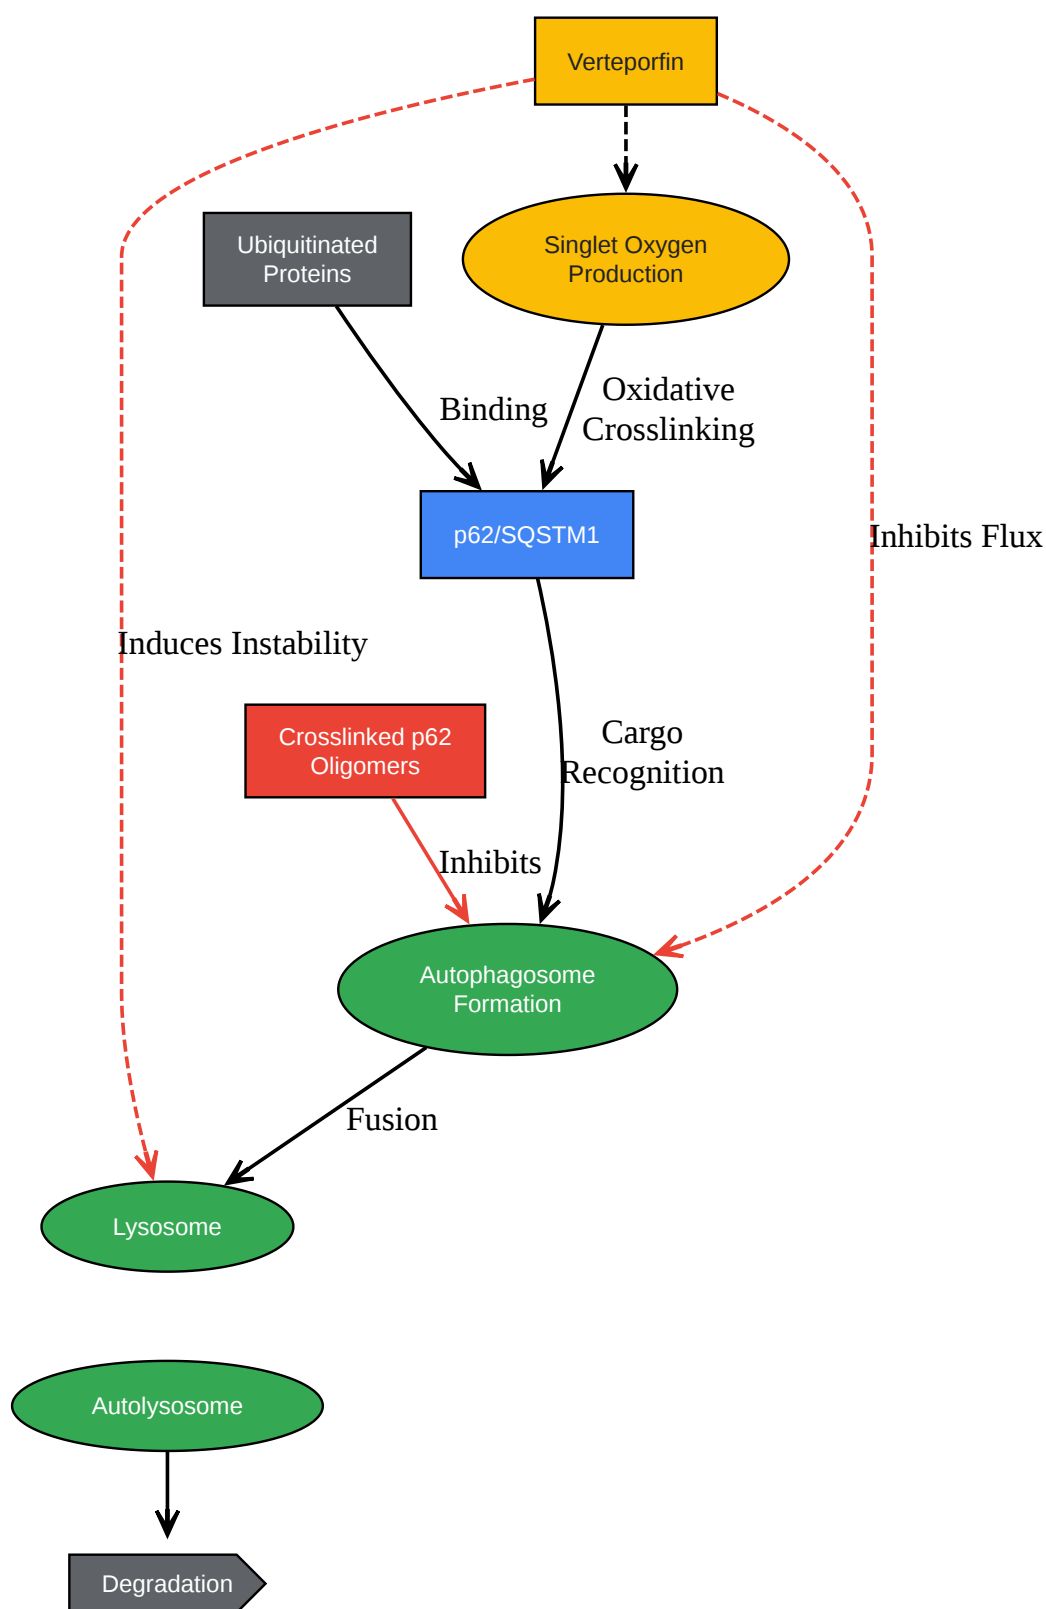 Verteporfin
Ubiquitinated
Proteins
Singlet Oxygen
Production
Binding
Oxidative
Crosslinking
p62/SQSTM1
Inhibits Flux
Induces Instability
Crosslinked p62
Oligomers
Cargo
Recognition
Inhibits
Autophagosome
Formation
Fusion
Lysosome
Autolysosome
Degradation